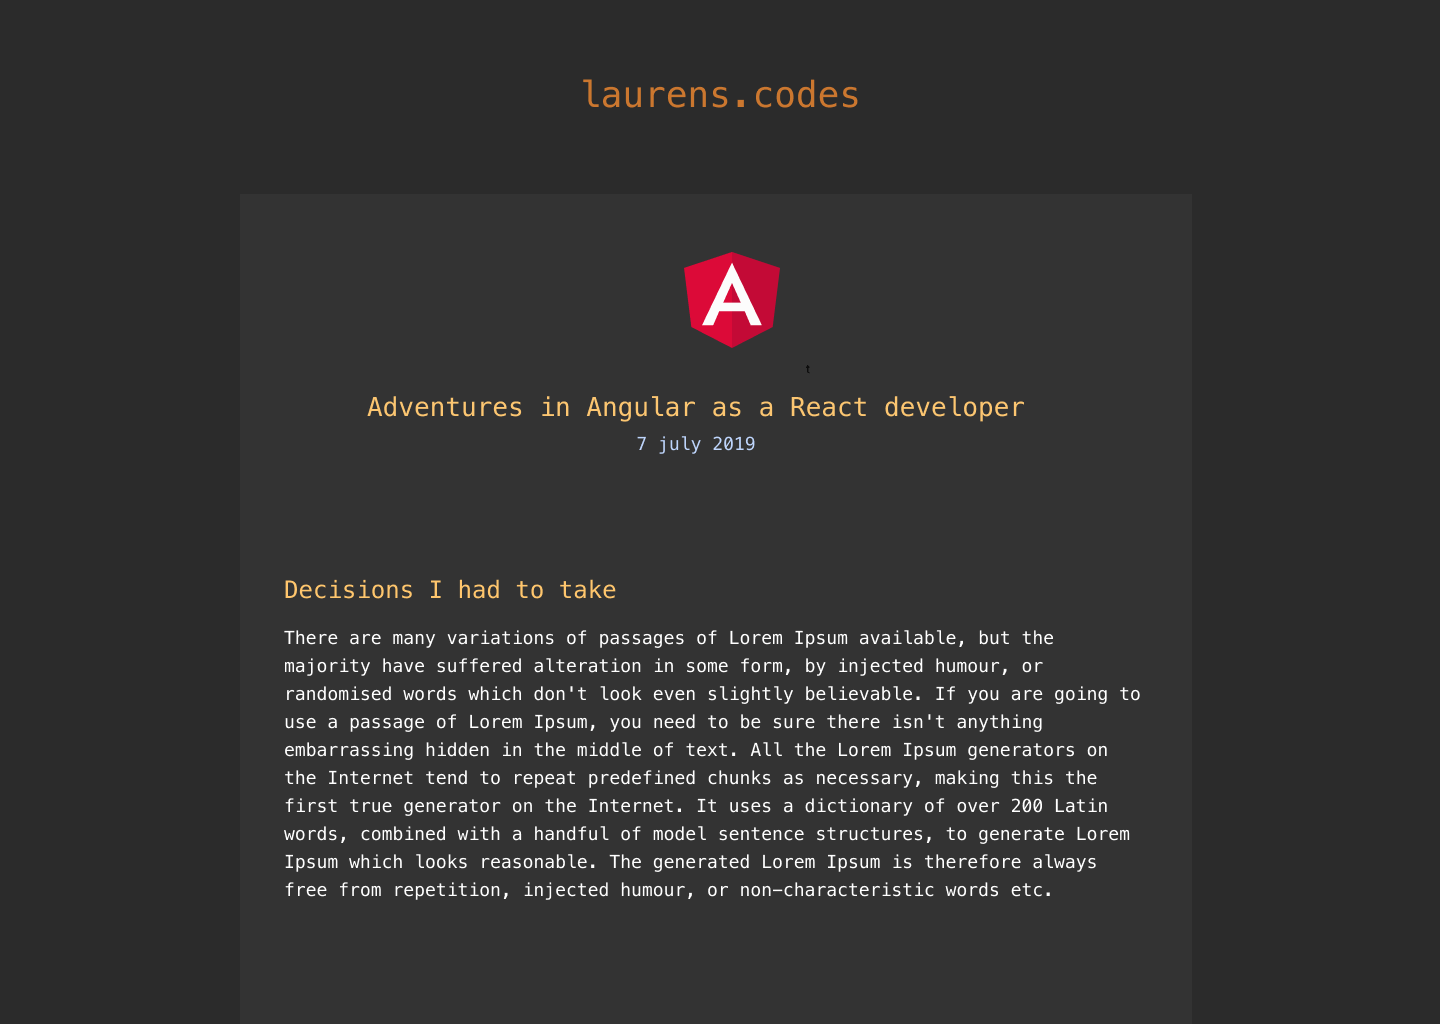 laurens.codes
A
t
Adventures in Angular as a React developer
7 july 2019
Decisions I had to take
There are many variations of passages of Lorem Ipsum available, but the
majority have suffered alteration in some form, by injected humour, or
randomised words which don't look even slightly believable. If you are going to
use a passage of Lorem Ipsum, you need to be sure there isn't anything
embarrassing hidden in the middle of text. All the Lorem Ipsum generators on
the Internet tend to repeat predefined chunks as necessary, making this the
first true generator on the Internet. It uses a dictionary of over 200 Latin
words, combined with a handful of model sentence structures, to generate Lorem
Ipsum which looks reasonable. The generated Lorem Ipsum is therefore always
free from repetition, injected humour, or non-characteristic words etc.